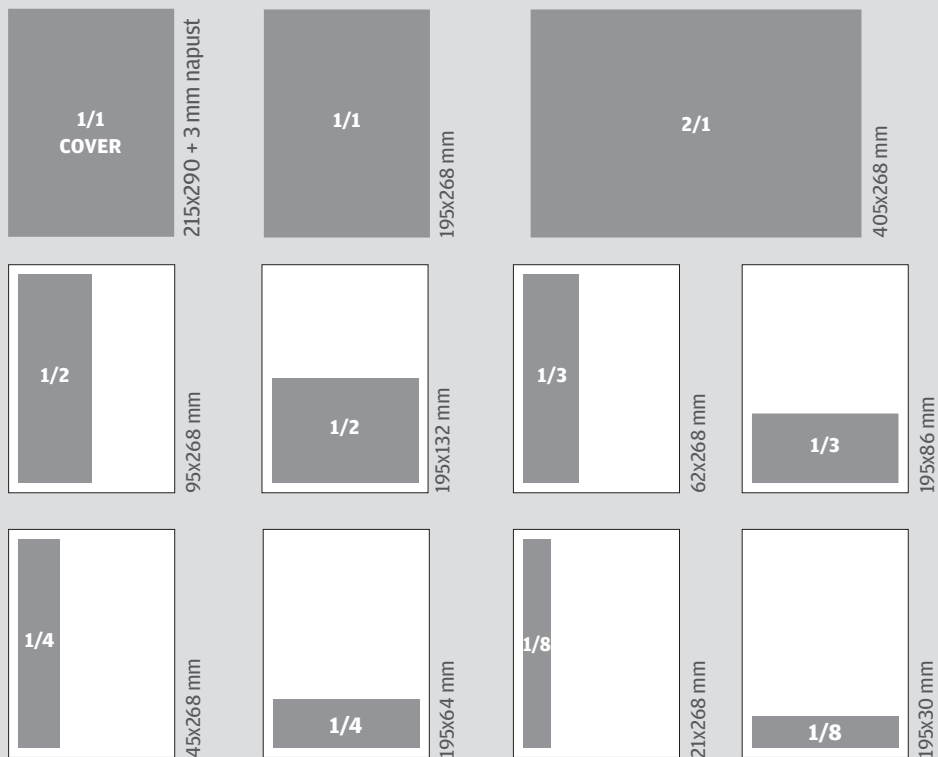 1/1
COVER
215x290 + 3 mm napust
1/1
195x268 mm
2/1
405x268 mm
1/2
95x268 mm
1/2
195x132 mm
1/3
62x268 mm
1/3
195x86 mm
1/4
45x268 mm
1/4
195x64 mm
1/8
21x268 mm
1/8
195x30 mm